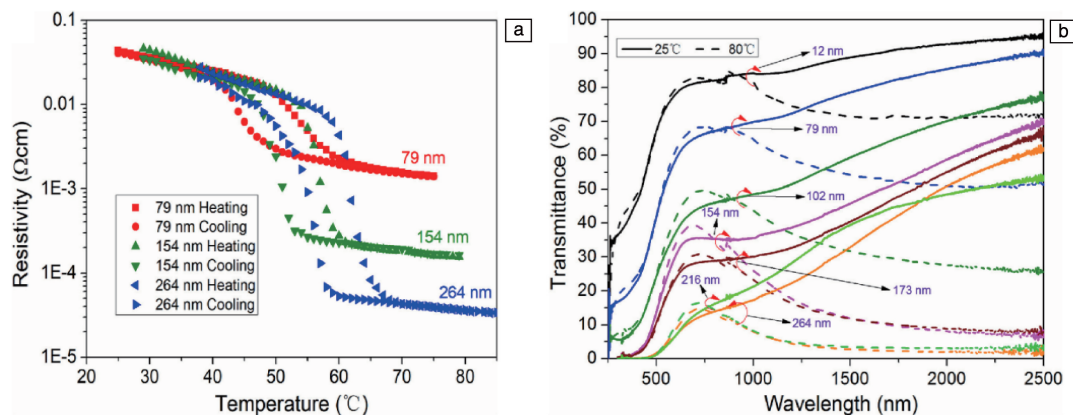 a
Resistivity (Ωcm)
0.1
0.01
1E-3
1E-4
1E-5
79 nm
154 nm
264 nm
79 nm Heating
79 nm Cooling
154 nm Heating
154 nm Cooling
264 nm Heating
264 nm Cooling
20 30 40 50 60 70 80
Temperature (℃)
b
Transmittance (%)
100
90
80
70
60
50
40
30
20
10
0
25℃ 80℃
12 nm
79 nm
102 nm
154 nm
173 nm
216 nm
264 nm
500 1000 1500 2000 2500
Wavelength (nm)